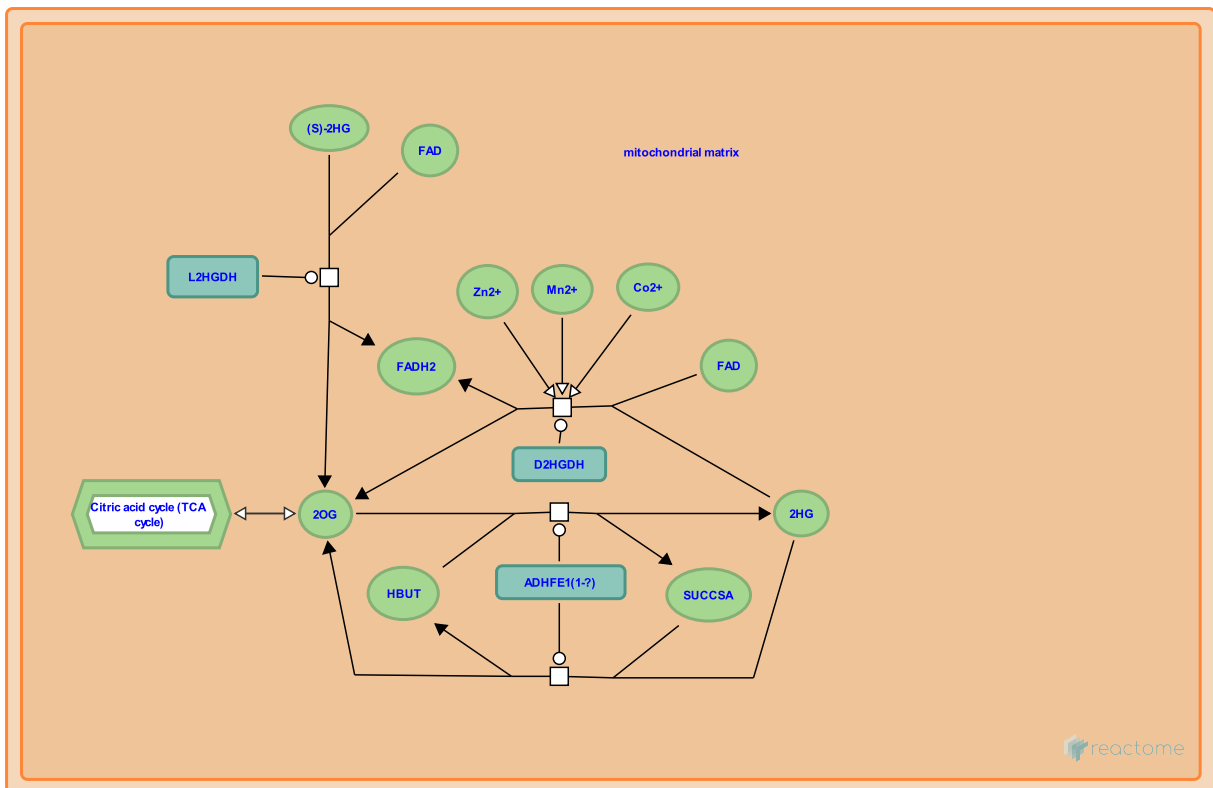 (S)-2HG
FAD
mitochondrial matrix
L2HGDH
Zn2+
Mn2+
Co2+
FADH2
FAD
D2HGDH
Citric acid cycle (TCA
cycle)
2OG
2HG
HBUT
ADHFE1(1-?)
SUCCSA
reactome